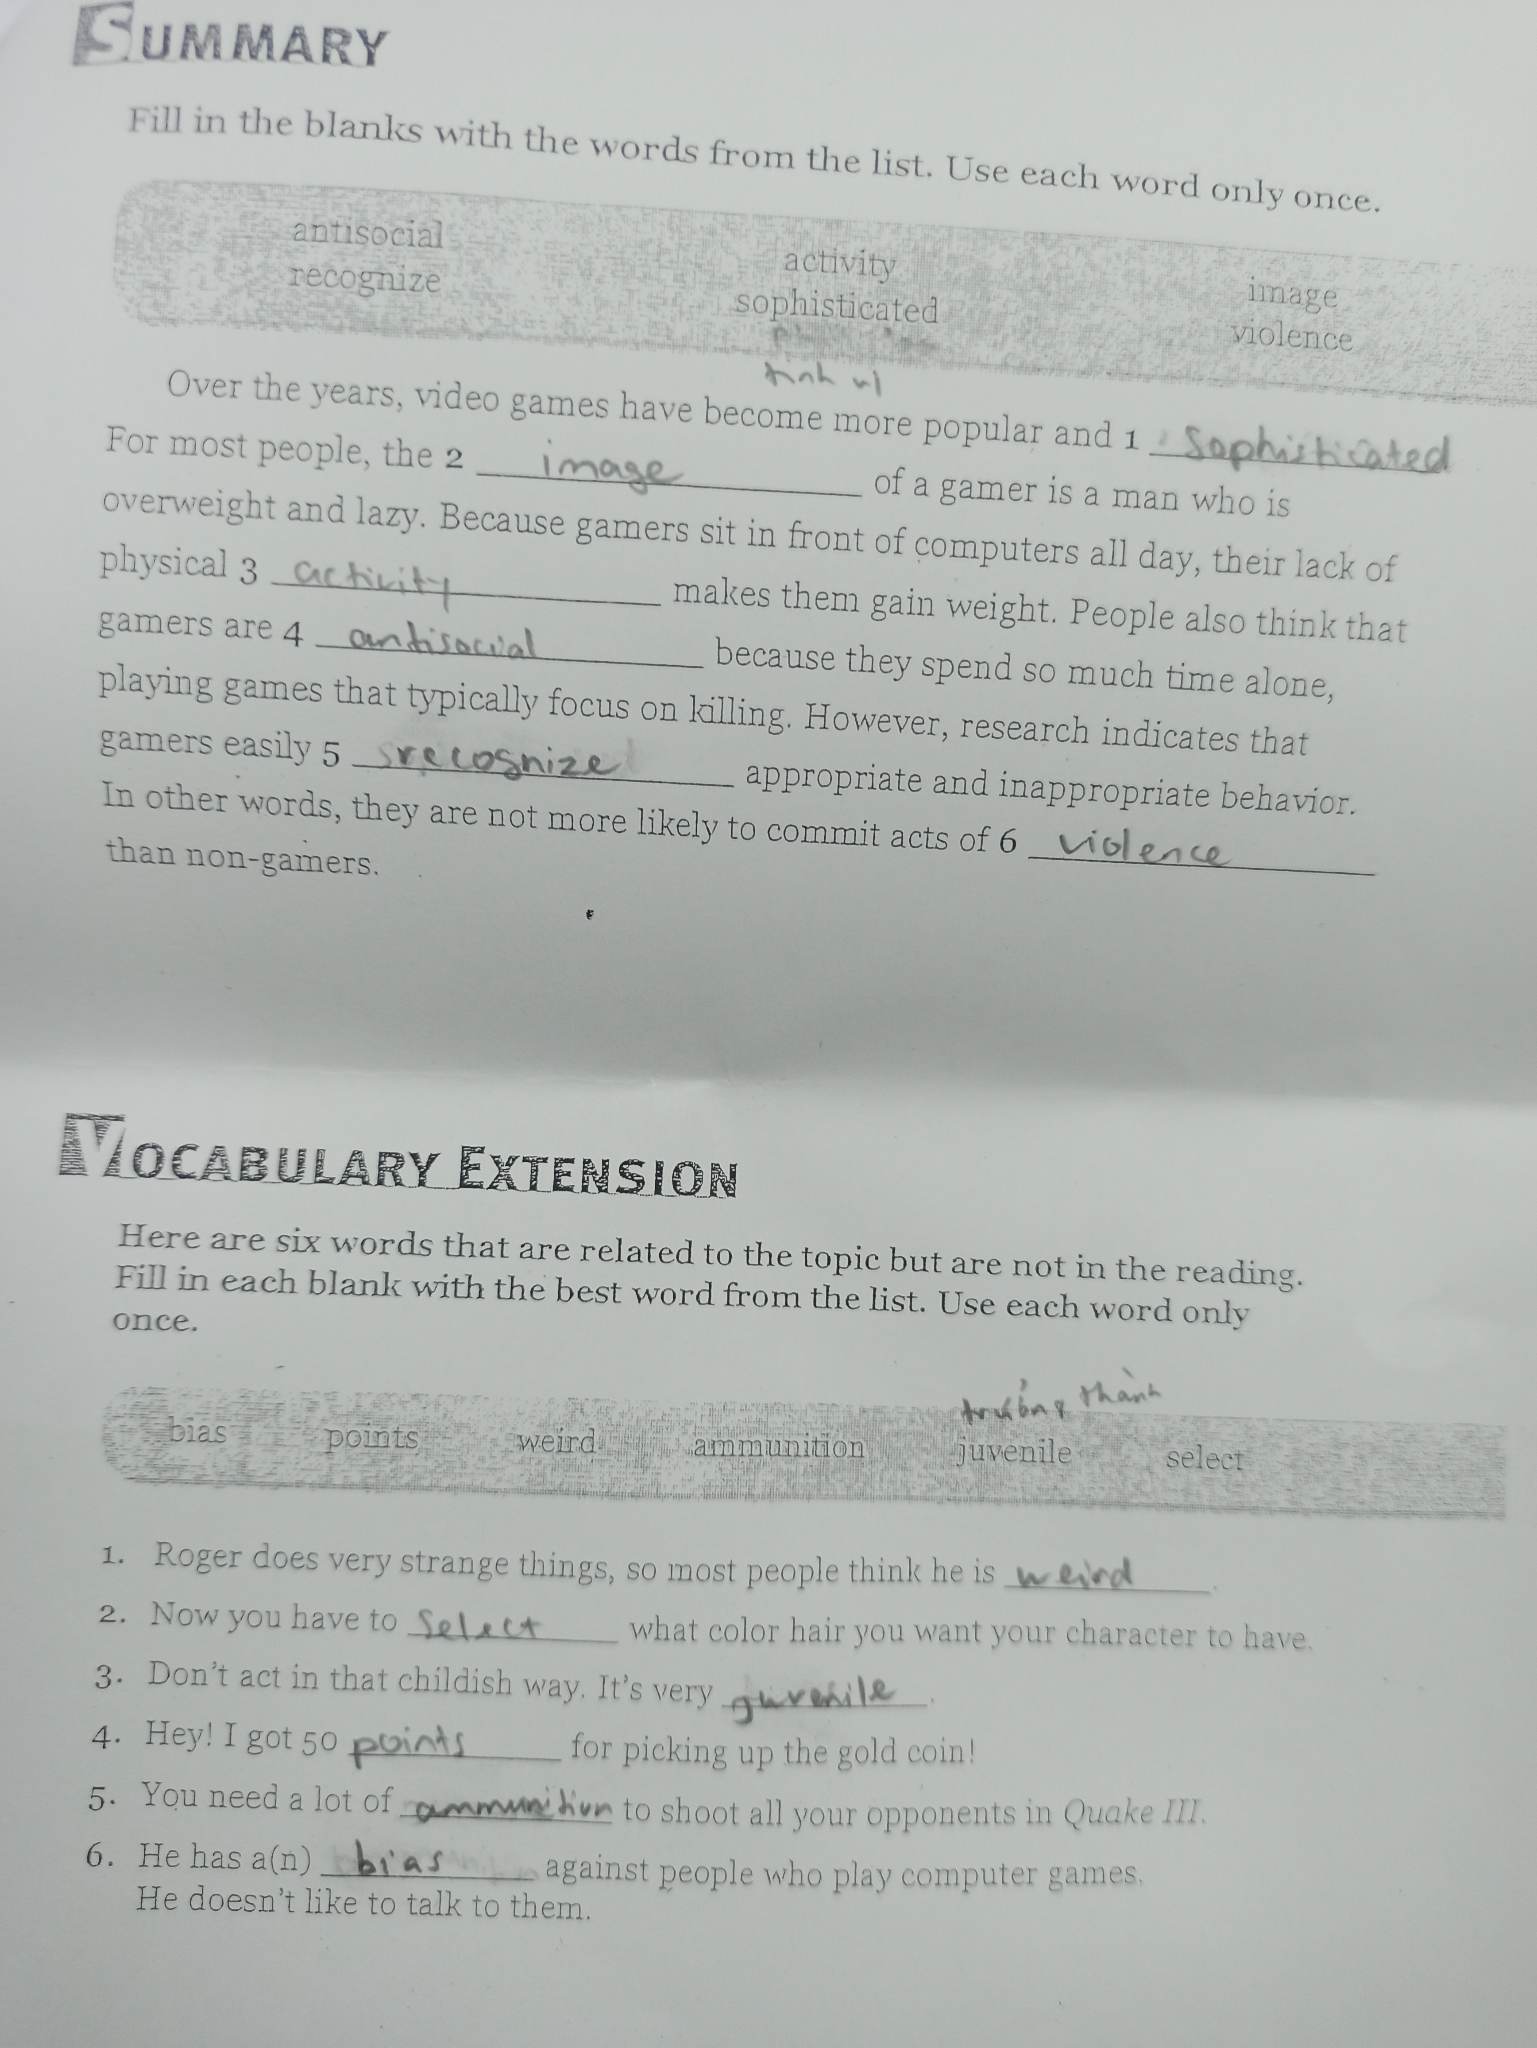 SUMMARY
Fill in the blanks with the words from the list. Use each word only once.
antisocial activity image
recognize sophisticated violence
tinh vi
Over the years, video games have become more popular and 1 Sophisticated
For most people, the 2 image of a gamer is a man who is
overweight and lazy. Because gamers sit in front of computers all day, their lack of
physical 3 activity makes them gain weight. People also think that
gamers are 4 antisocial because they spend so much time alone,
playing games that typically focus on killing. However, research indicates that
gamers easily 5 recognize appropriate and inappropriate behavior.
In other words, they are not more likely to commit acts of 6 violence
than non-gamers.
VOCABULARY EXTENSION
Here are six words that are related to the topic but are not in the reading.
Fill in each blank with the best word from the list. Use each word only
once.
trưởng thành
bias points weird ammunition juvenile select
1. Roger does very strange things, so most people think he is weird.
2. Now you have to Select what color hair you want your character to have.
3. Don't act in that childish way. It's very juvenile.
4. Hey! I got 50 points for picking up the gold coin!
5. You need a lot of ammunition to shoot all your opponents in Quake III.
6. He has a(n) bias against people who play computer games.
He doesn't like to talk to them.